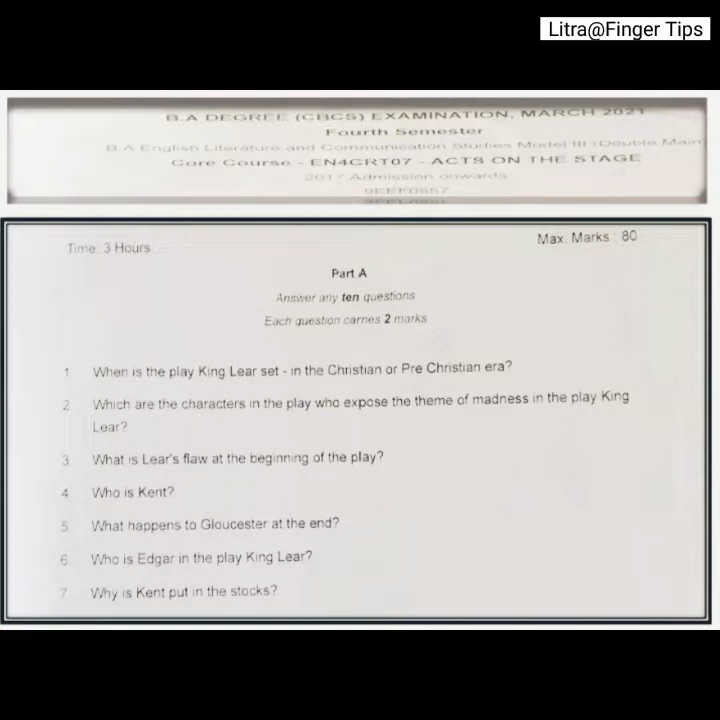 Litra@Finger Tips
B.A DEGREE (CBCS) EXAMINATION, MARCH 2021
Fourth Semester
B.A English Literature and Communication Studies Model III (Double Main)
Core Course - EN4CRT07 - ACTS ON THE STAGE
2017 Admission onwards
Time: 3 Hours
Max. Marks : 80
Part A
Answer any ten questions
Each question carries 2 marks
1 When is the play King Lear set - in the Christian or Pre Christian era?
2. Which are the characters in the play who expose the theme of madness in the play King
Lear?
3. What is Lear's flaw at the beginning of the play?
4. Who is Kent?
5. What happens to Gloucester at the end?
6. Who is Edgar in the play King Lear?
7. Why is Kent put in the stocks?